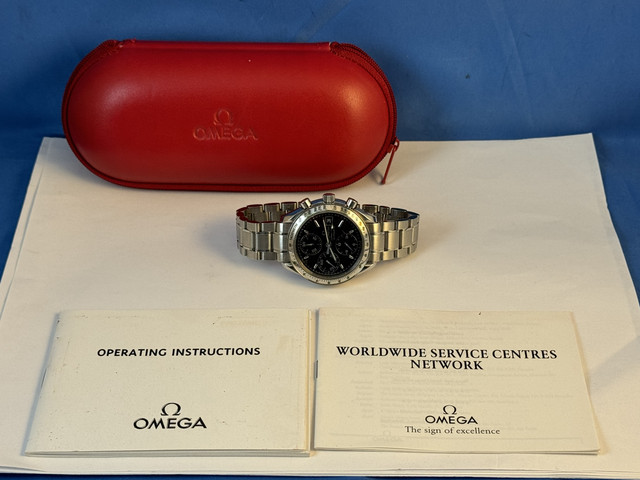 OMEGA
OPERATING INSTRUCTIONS
OMEGA
WORLDWIDE SERVICE CENTRES
NETWORK
OMEGA
The sign of excellence